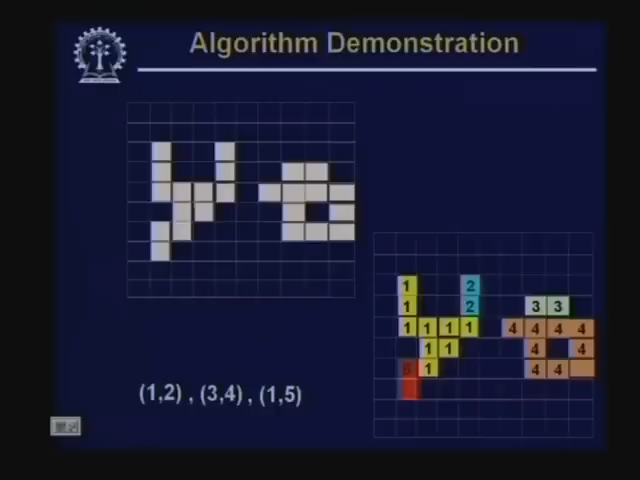 Algorithm Demonstration
1 2
1 2 3 3
1 1 1 1 4 4 4 4
1 1 4 4
1 4 4
(1,2) , (3,4) , (1,5)